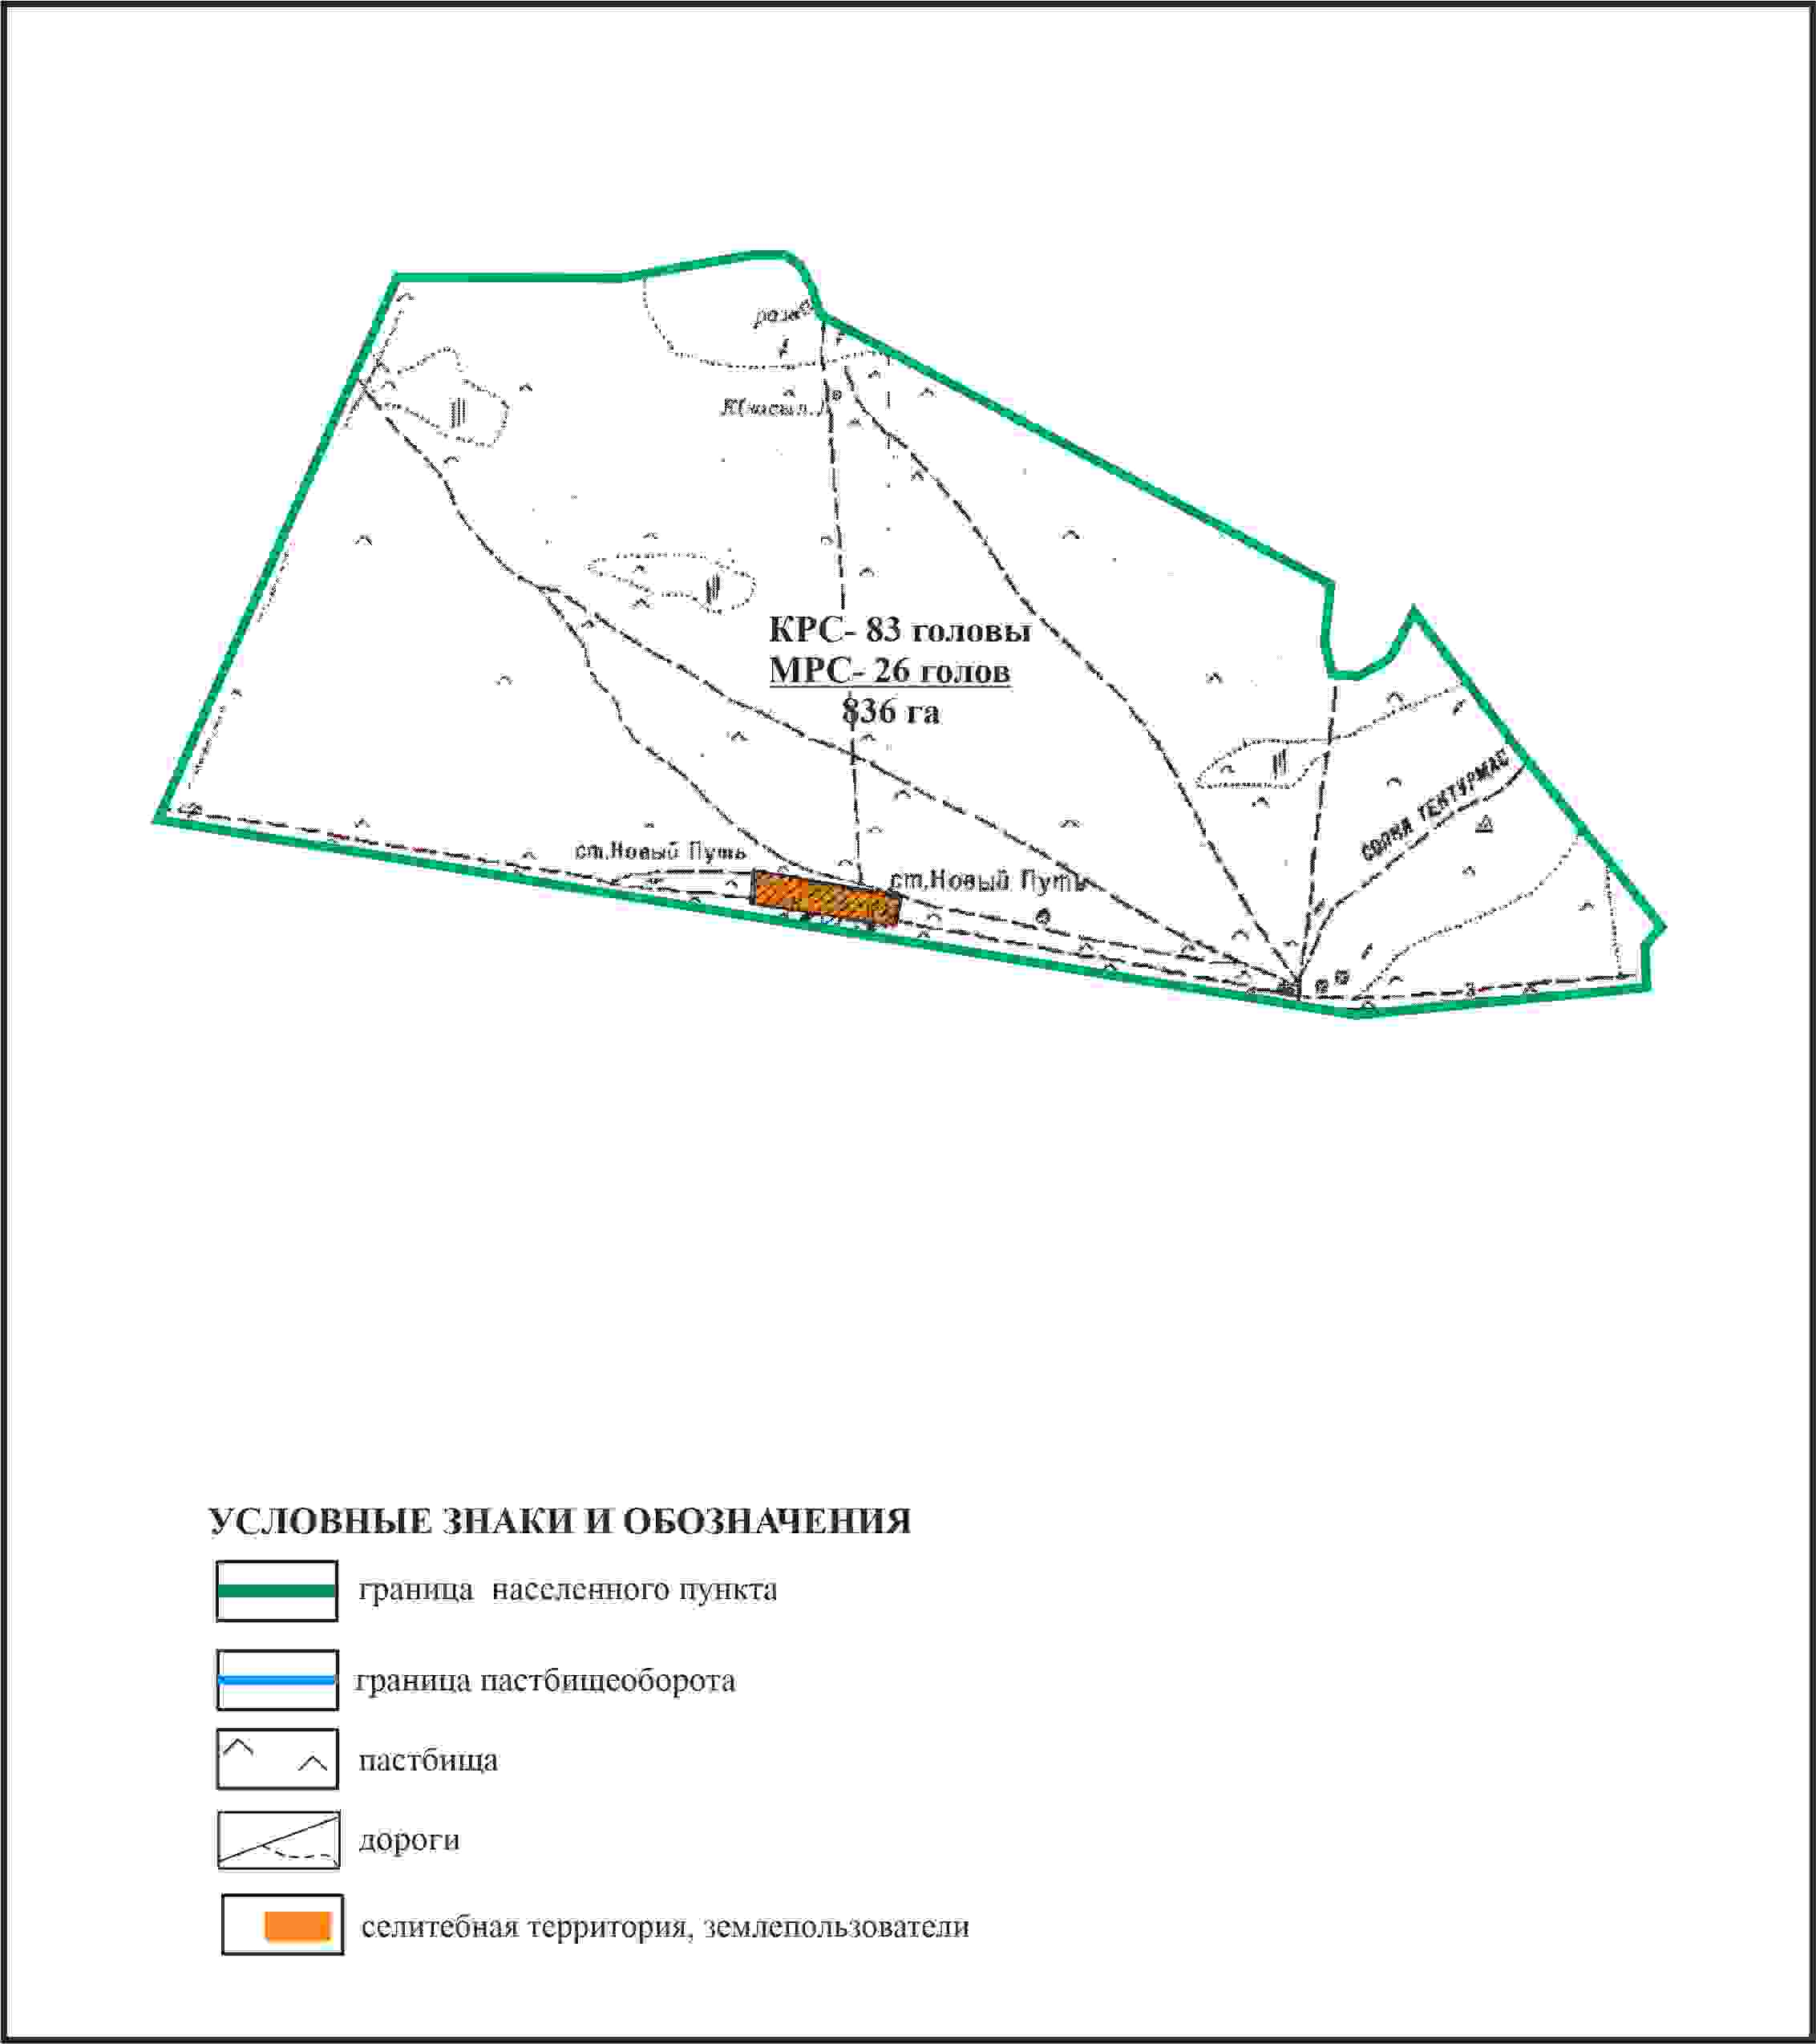 КРС- 83 головы
МРС- 26 голов
836 га
ст.Новый Путь
ст.Новый Путь
СОПКА ТЕКТУРМАС
УСЛОВНЫЕ ЗНАКИ И ОБОЗНАЧЕНИЯ
граница населенного пункта
граница пастбищеоборота
пастбища
дороги
селитебная территория, землепользователи